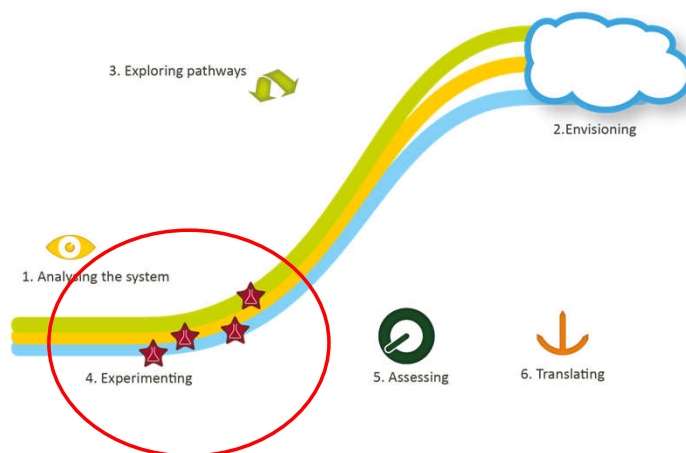 3. Exploring pathways
2.Envisioning
1. Analysing the system
4. Experimenting
5. Assessing
6. Translating